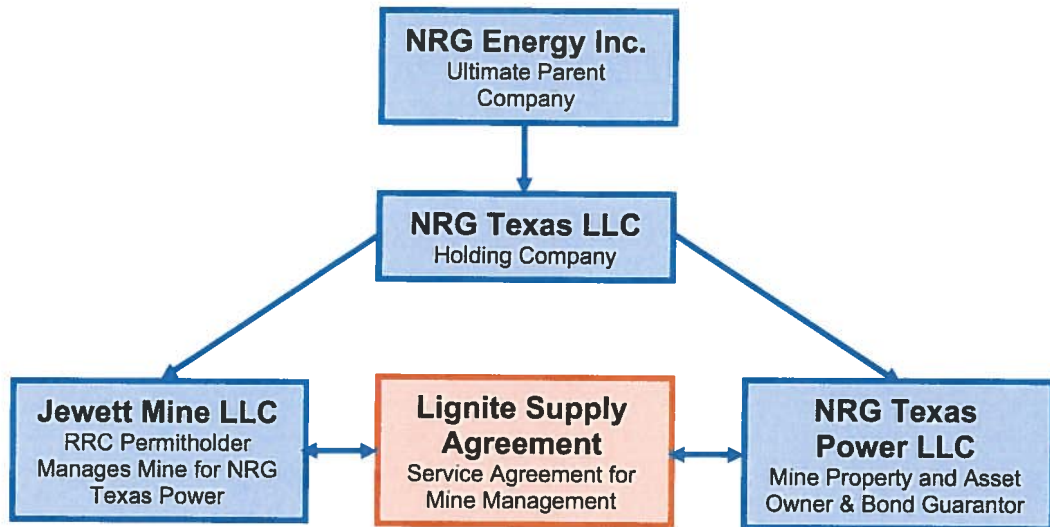 NRG Energy Inc.
Ultimate Parent
Company
NRG Texas LLC
Holding Company
Jewett Mine LLC
RRC Permitholder
Manages Mine for NRG
Texas Power
Lignite Supply
Agreement
Service Agreement for
Mine Management
NRG Texas
Power LLC
Mine Property and Asset
Owner & Bond Guarantor